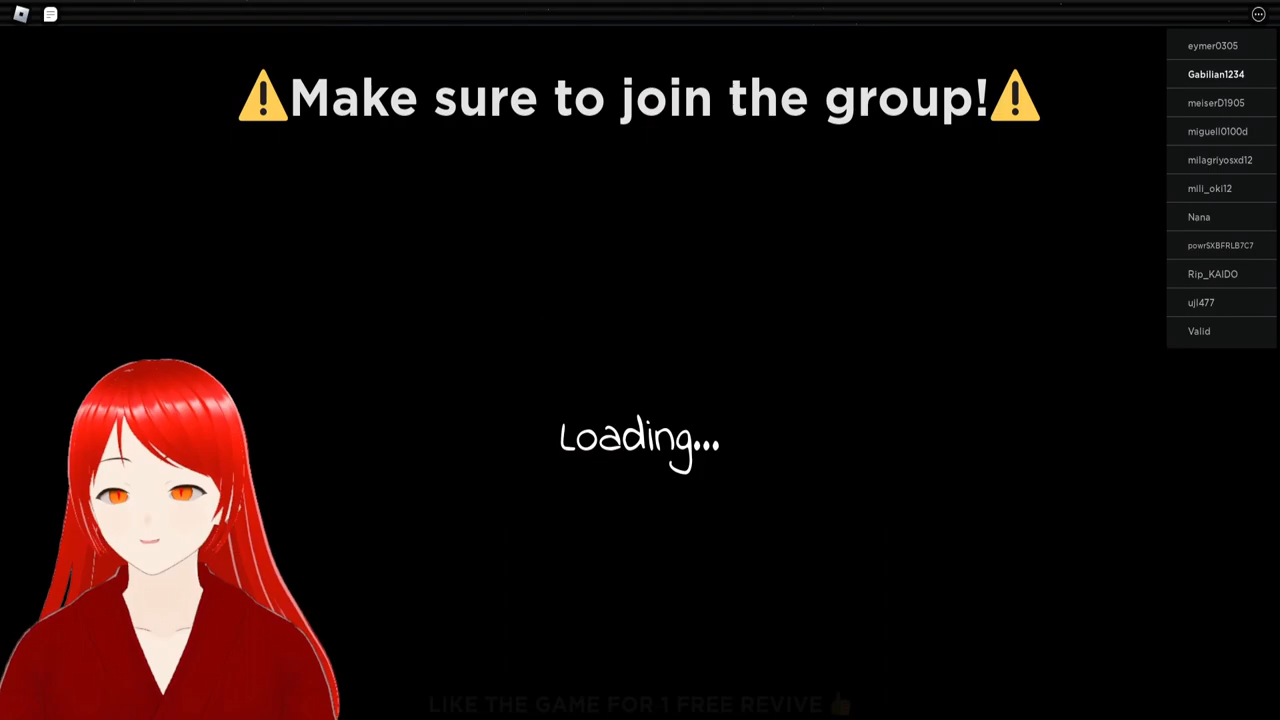 ⚠Make sure to join the group!⚠
eymer0305
Gabilian1234
meiserD1905
miguell0100d
milagriyosxd12
mili_oki12
Nana
powrSXBFRLB7C7
Rip_KAIDO
ujl477
Valid
Loading...
LIKE THE GAME FOR 1 FREE REVIVE 👍